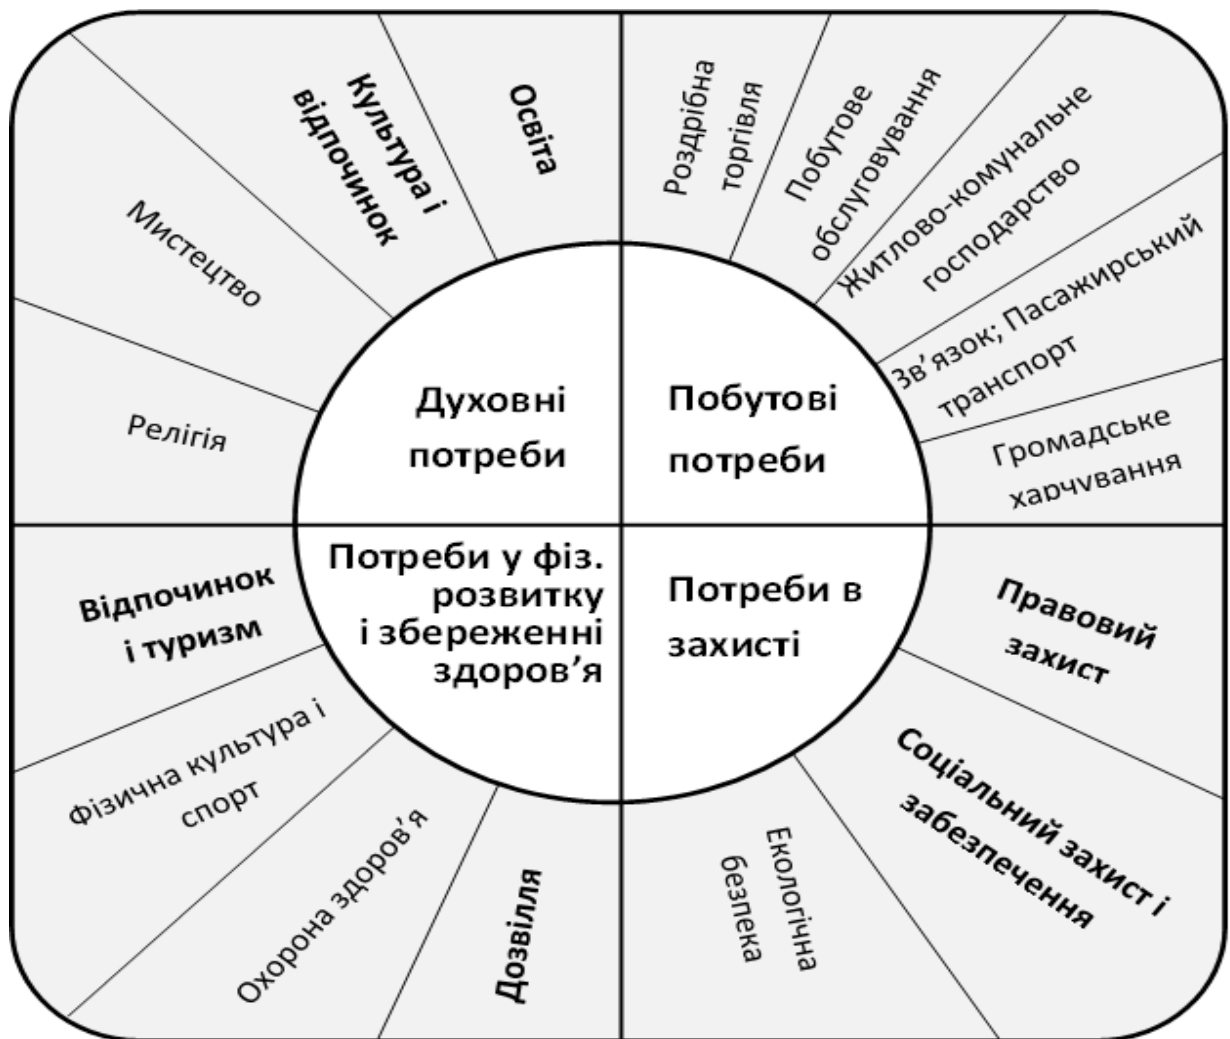 Освіта
Культура і
відпочинок
Мистецтво
Релігія
Роздрібна
торгівля
Побутове
обслуговування
Житлово-комунальне
господарство
Зв’язок; Пасажирський
транспорт
Громадське
харчування
Духовні
потреби
Побутові
потреби
Потреби у фіз.
розвитку
і збереженні
здоров’я
Потреби в
захисті
Відпочинок
і туризм
Фізична культура і
спорт
Охорона здоров’я
Дозвілля
Правовий
захист
Соціальний захист і
забезпечення
Екологічна
безпека